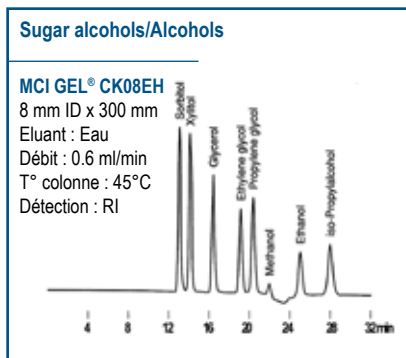 Sugar alcohols/Alcohols
MCI GEL® CK08EH
8 mm ID x 300 mm
Eluant : Eau
Débit : 0.6 ml/min
T° colonne : 45°C
Détection : RI
Sorbitol
Xylitol
Glycerol
Ethylene glycol
Propylene glycol
Methanol
Ethanol
iso-Propylalcohol
4 8 12 16 20 24 28 32min